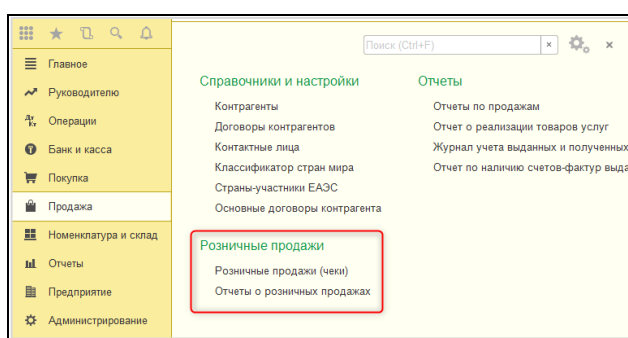 Поиск (Ctrl+F)
×
×
Главное
Руководителю
Дт
Кт
Операции
Банк и касса
Покупка
Продажа
Номенклатура и склад
Отчеты
Предприятие
Администрирование
Справочники и настройки
Контрагенты
Договоры контрагентов
Контактные лица
Классификатор стран мира
Страны-участники ЕАЭС
Основные договоры контрагента
Розничные продажи
Розничные продажи (чеки)
Отчеты о розничных продажах
Отчеты
Отчеты по продажам
Отчет о реализации товаров услуг
Журнал учета выданных и полученных
Отчет по наличию счетов-фактур выда